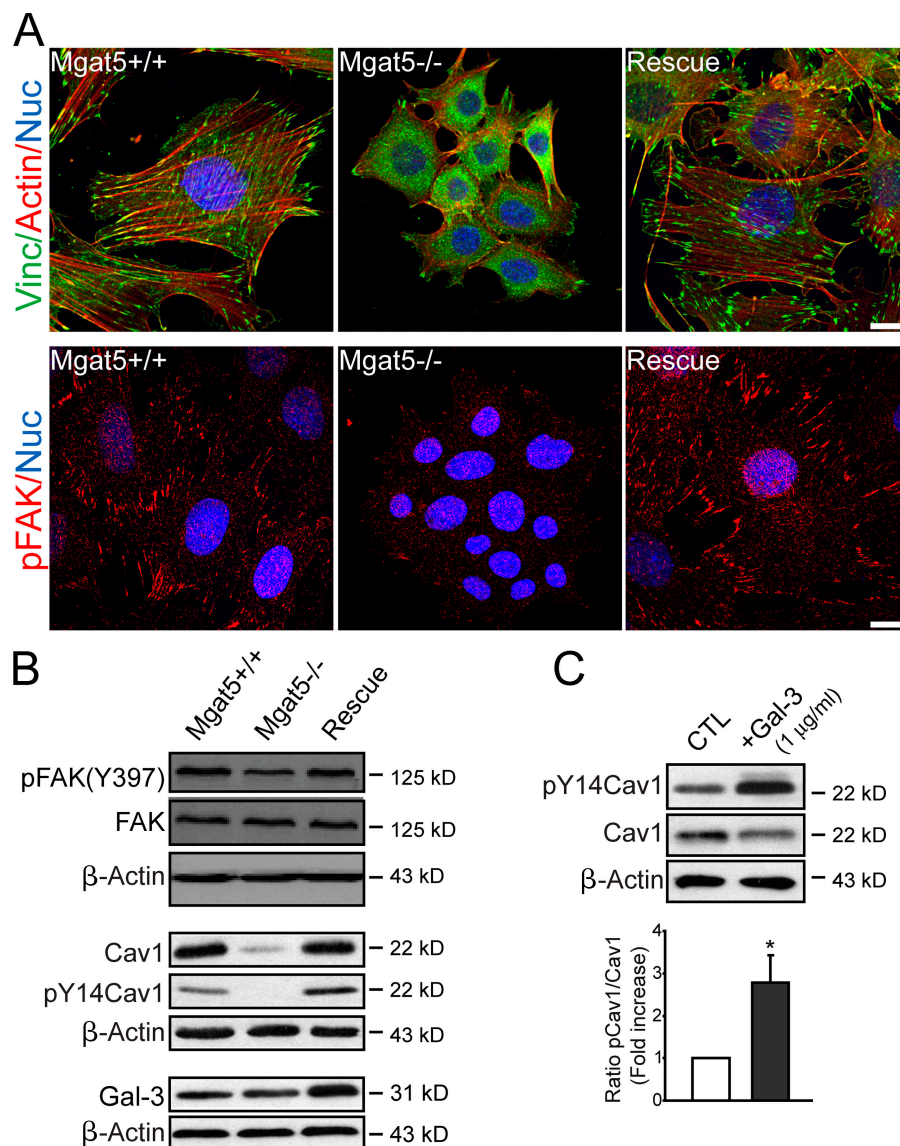 A
Mgat5+/+
Mgat5-/-
Rescue
Vinc/Actin/Nuc
Mgat5+/+
Mgat5-/-
Rescue
pFAK/Nuc
B
Mgat5+/+
Mgat5-/-
Rescue
pFAK(Y397)
125 kD
FAK
125 kD
β-Actin
43 kD
Cav1
22 kD
pY14Cav1
22 kD
β-Actin
43 kD
Gal-3
31 kD
β-Actin
43 kD
C
CTL
+Gal-3
(1 µg/ml)
pY14Cav1
22 kD
Cav1
22 kD
β-Actin
43 kD
Ratio pCav1/Cav1
(Fold increase)
4
3
2
1
0
*